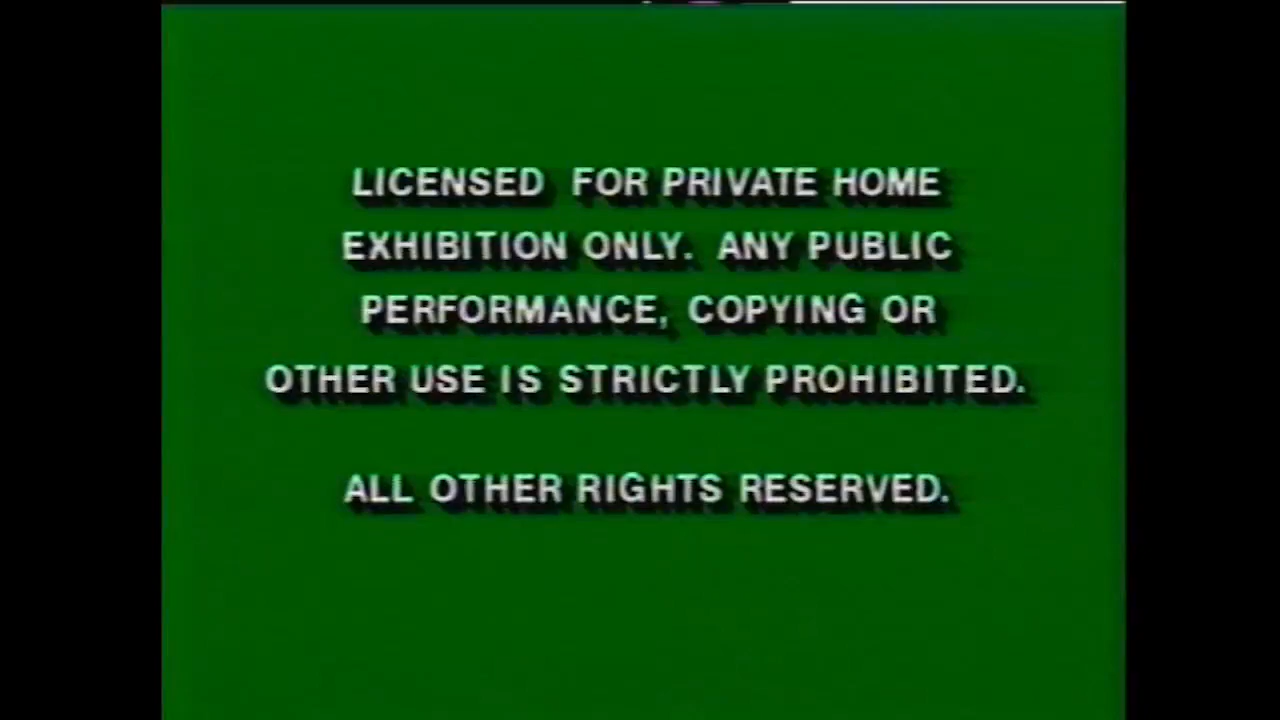 LICENSED FOR PRIVATE HOME
EXHIBITION ONLY. ANY PUBLIC
PERFORMANCE, COPYING OR
OTHER USE IS STRICTLY PROHIBITED.
ALL OTHER RIGHTS RESERVED.